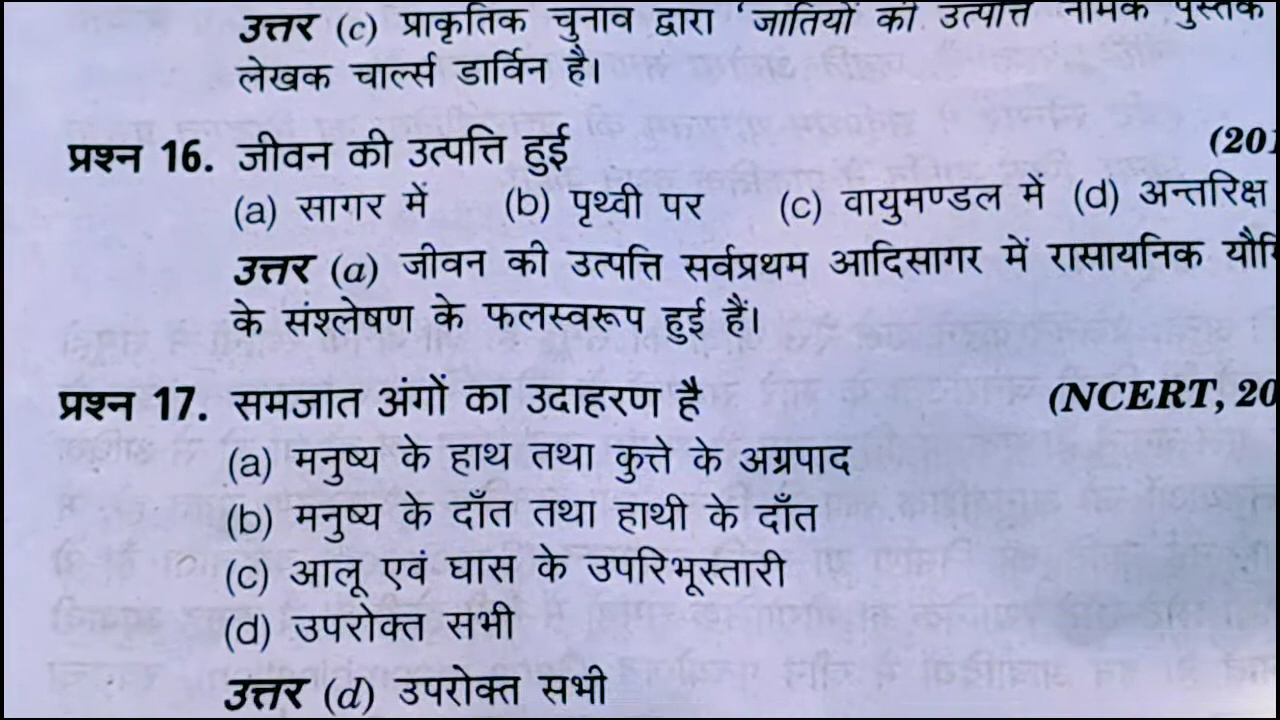 उत्तर (c) प्राकृतिक चुनाव द्वारा 'जातियों की उत्पत्ति नामक पुस्तक
लेखक चार्ल्स डार्विन है।
प्रश्न 16. जीवन की उत्पत्ति हुई (201
(a) सागर में (b) पृथ्वी पर (c) वायुमण्डल में (d) अन्तरिक्ष
उत्तर (a) जीवन की उत्पत्ति सर्वप्रथम आदिसागर में रासायनिक
के संश्लेषण के फलस्वरूप हुई हैं।
प्रश्न 17. समजात अंगों का उदाहरण है (NCERT, 20
(a) मनुष्य के हाथ तथा कुत्ते के अग्रपाद
(b) मनुष्य के दाँत तथा हाथी के दाँत
(c) आलू एवं घास के उपरिभूस्तारी
(d) उपरोक्त सभी
उत्तर (d) उपरोक्त सभी